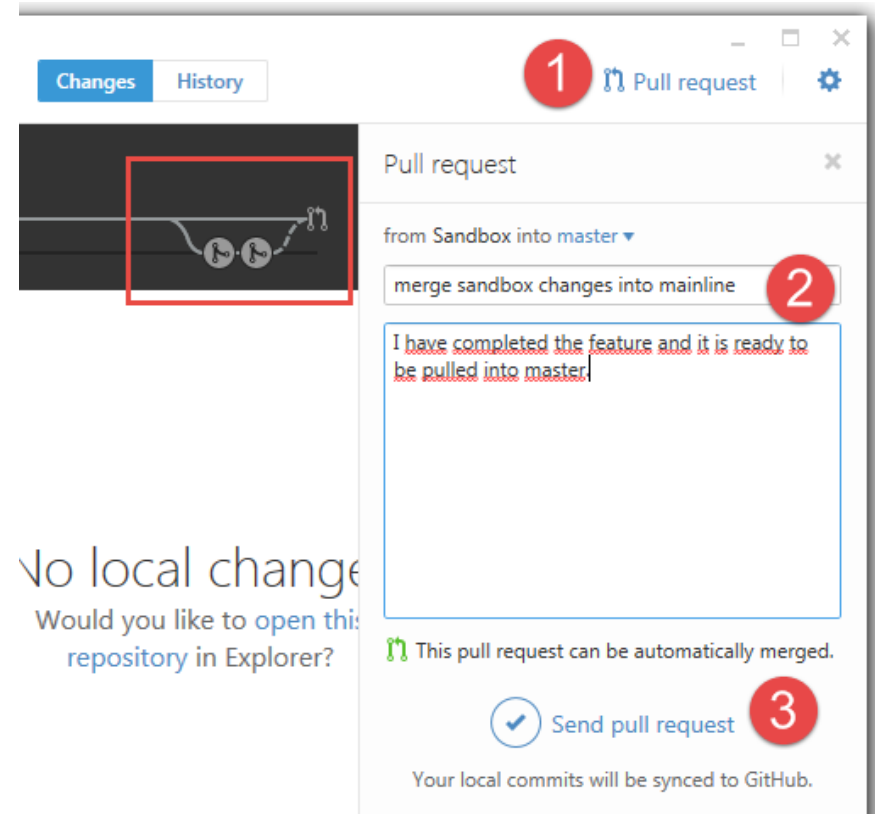 Changes History
1 Pull request
Pull request
from Sandbox into master
merge sandbox changes into mainline 2
I have completed the feature and it is ready to
be pulled into master.
No local change
Would you like to open this
repository in Explorer?
This pull request can be automatically merged.
Send pull request 3
Your local commits will be synced to GitHub.